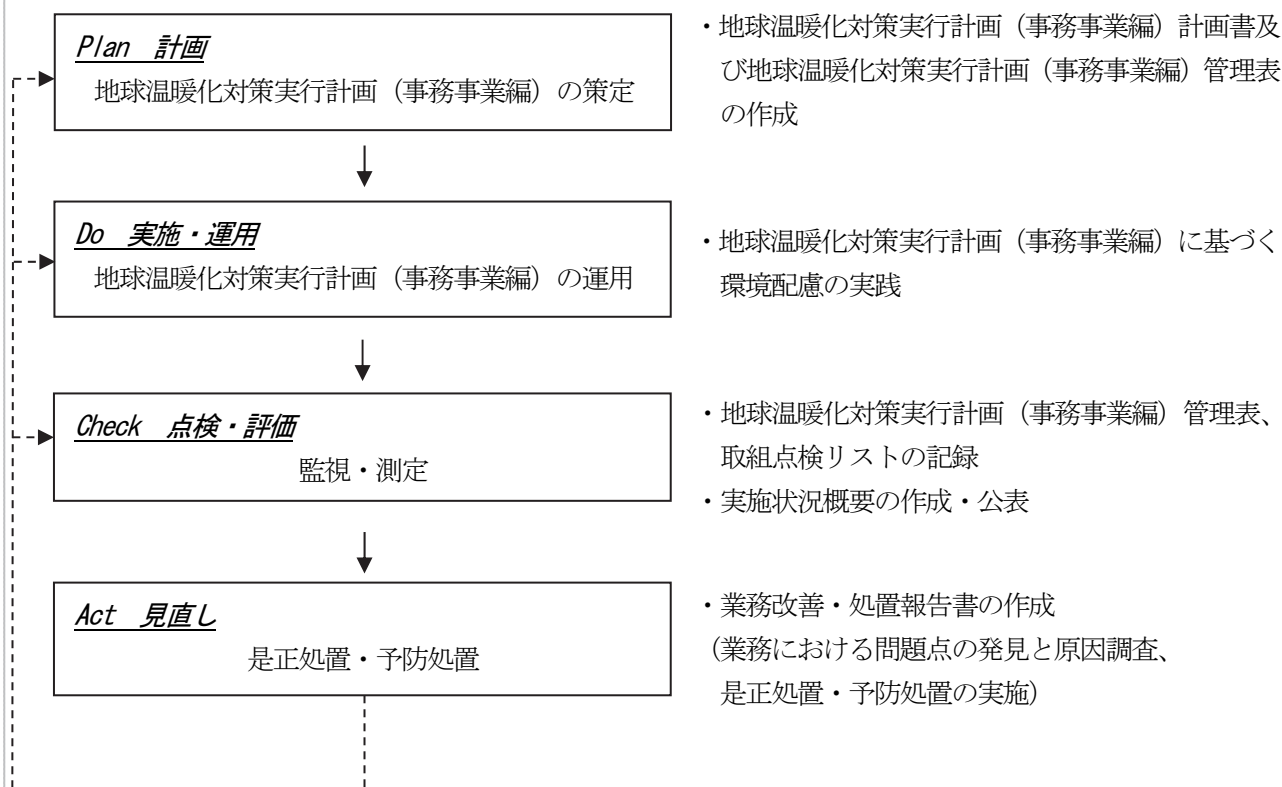 Plan 計画
地球温暖化対策実行計画（事務事業編）の策定
・地球温暖化対策実行計画（事務事業編）計画書及
び地球温暖化対策実行計画（事務事業編）管理表
の作成
Do 実施・運用
地球温暖化対策実行計画（事務事業編）の運用
・地球温暖化対策実行計画（事務事業編）に基づく
環境配慮の実践
Check 点検・評価
監視・測定
・地球温暖化対策実行計画（事務事業編）管理表、
取組点検リストの記録
・実施状況概要の作成・公表
Act 見直し
是正処置・予防処置
・業務改善・処置報告書の作成
（業務における問題点の発見と原因調査、
是正処置・予防処置の実施）